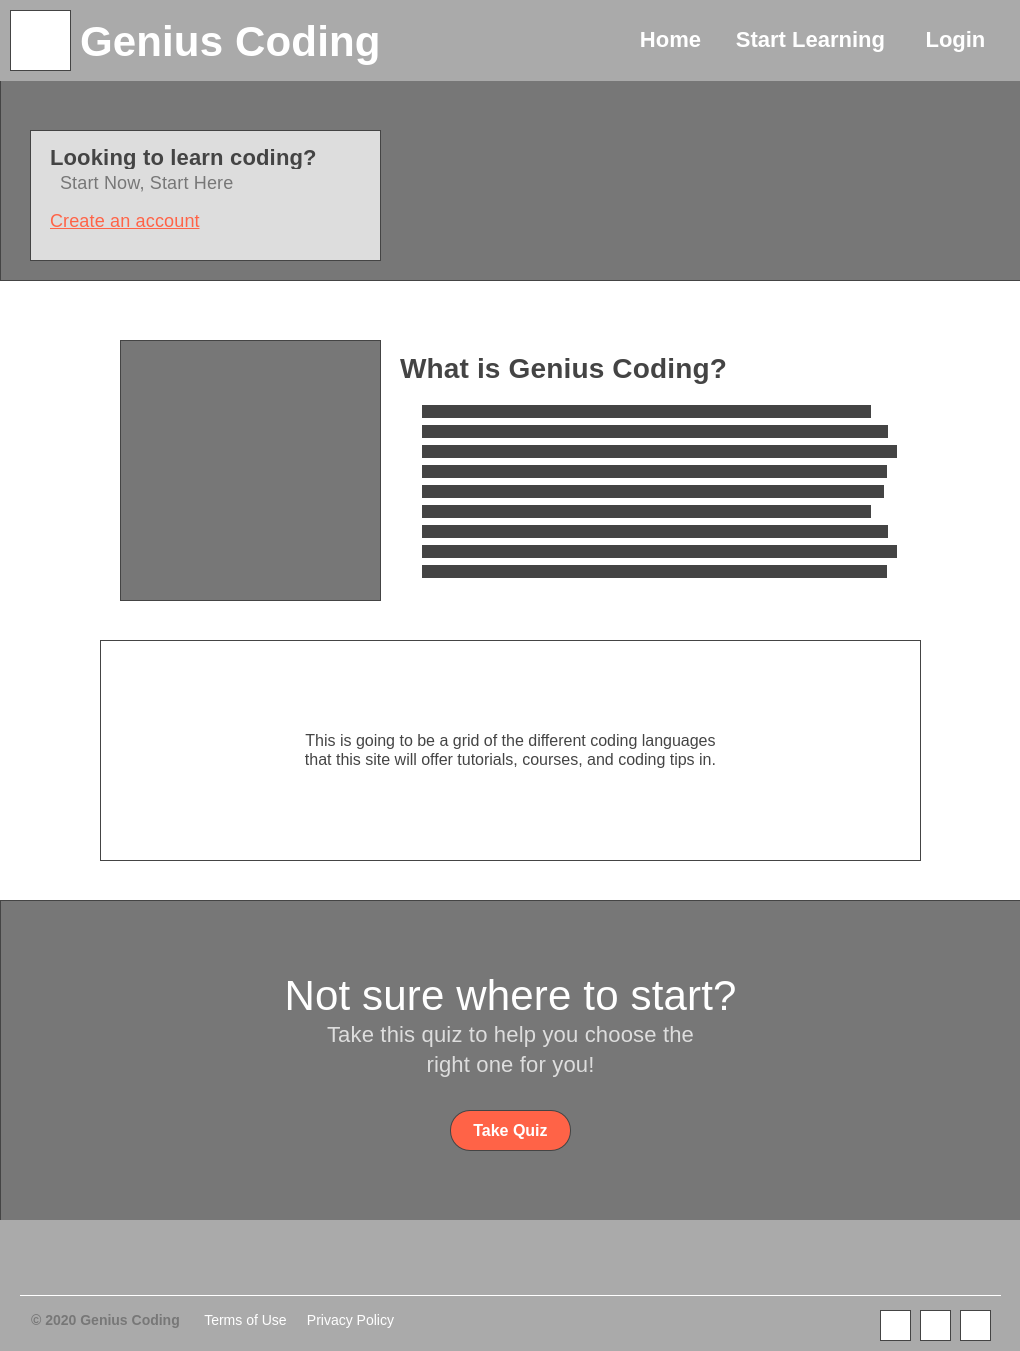 Genius Coding
Home Start Learning Login
Looking to learn coding?
Start Now, Start Here
Create an account
What is Genius Coding?
This is going to be a grid of the different coding languages
that this site will offer tutorials, courses, and coding tips in.
Not sure where to start?
Take this quiz to help you choose the
right one for you!
Take Quiz
© 2020 Genius Coding Terms of Use Privacy Policy